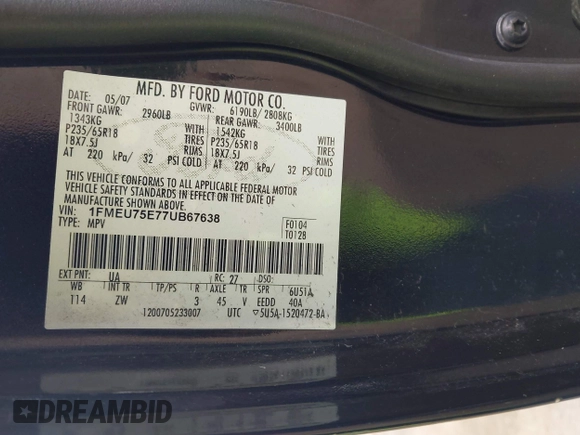 MFD. BY FORD MOTOR CO.
DATE: 05/07 GVWR: 6190LB/ 2808KG
FRONT GAWR: 2960LB REAR GAWR: 3400LB
1343KG WITH 1542KG WITH
P235/65R18 TIRES P235/65R18 TIRES
18X7.5J RIMS 18X7.5J RIMS
AT 220 kPa/ 32 PSI COLD AT 220 kPa/ 32 PSI COLD
THIS VEHICLE CONFORMS TO ALL APPLICABLE FEDERAL MOTOR
VEHICLE SAFETY STANDARDS IN EFFECT ON THE DATE OF
MANUFACTURE SHOWN ABOVE.
VIN: 1FMEU75E77UB67638 F0104
TYPE: MPV T0128
EXT PNT: UA RC: 27 DSO:
WB INT TR TP/PS R AXLE TR SPR 6U51A
114 ZW 3 45 V EEDD 40A
1200705233007 UTC ▽5U5A-1520472-BA
DREAMBID